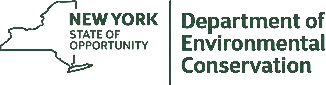 NEW YORK
STATE OF
OPPORTUNITY
Department of
Environmental
Conservation